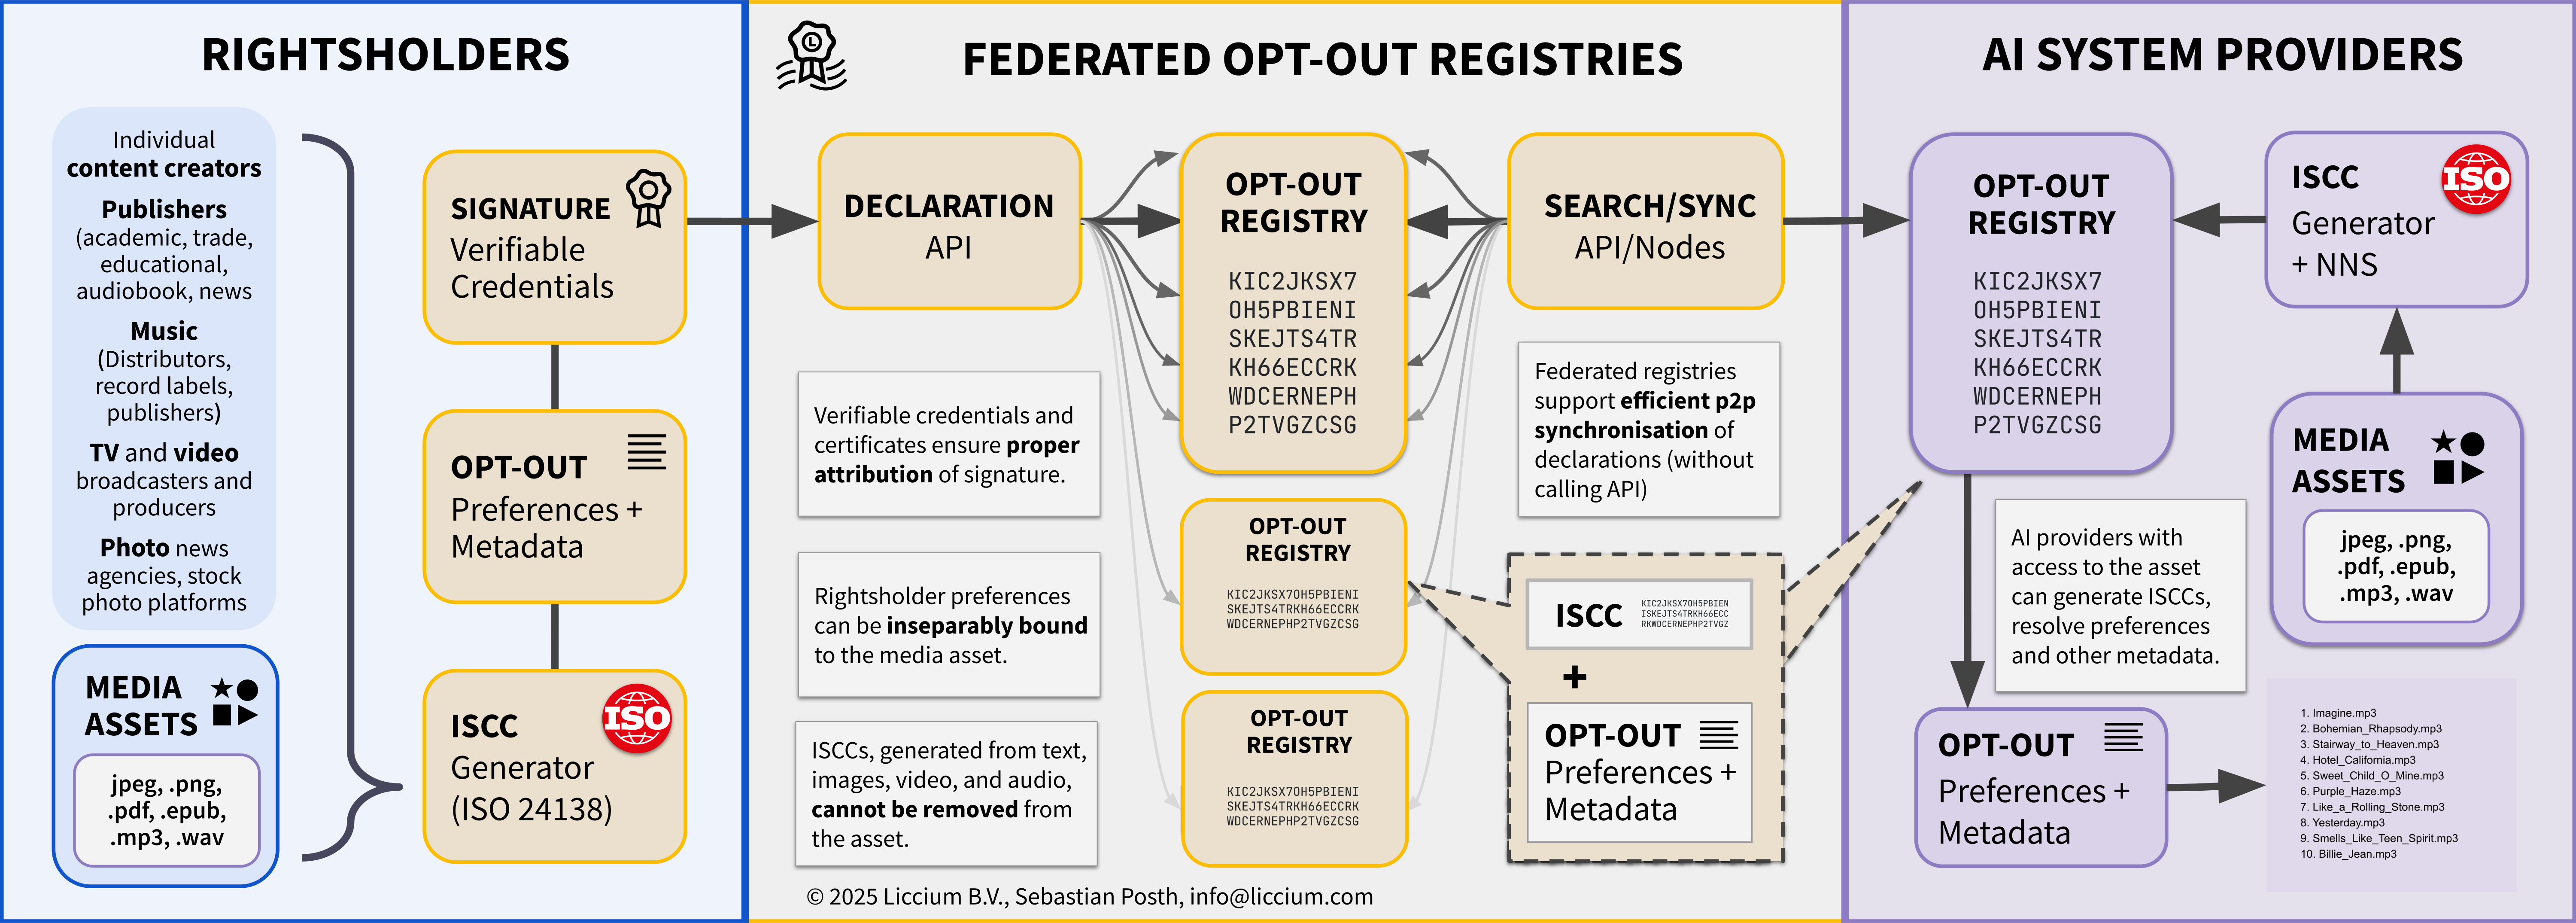 RIGHTSHOLDERS
Individual
content creators
Publishers
(academic, trade,
educational,
audiobook, news
Music
(Distributors,
record labels,
publishers)
TV and video
broadcasters and
producers
Photo news
agencies, stock
photo platforms
MEDIA
ASSETS
jpeg, .png,
.pdf, .epub,
.mp3, .wav
SIGNATURE
Verifiable
Credentials
OPT-OUT
Preferences +
Metadata
ISCC
Generator
(ISO 24138)
ISO
L
FEDERATED OPT-OUT REGISTRIES
DECLARATION
API
Verifiable credentials and
certificates ensure proper
attribution of signature.
Rightsholder preferences
can be inseparably bound
to the media asset.
ISCCs, generated from text,
images, video, and audio,
cannot be removed from
the asset.
OPT-OUT
REGISTRY
KIC2JKSX7
OH5PBIENI
SKEJTS4TR
KH66ECCRK
WDCERNEPH
P2TVGZCSG
OPT-OUT
REGISTRY
KIC2JKSX7OH5PBIENI
SKEJTS4TRKH66ECCRK
WDCERNEPHP2TVGZCSG
OPT-OUT
REGISTRY
KIC2JKSX7OH5PBIENI
SKEJTS4TRKH66ECCRK
WDCERNEPHP2TVGZCSG
SEARCH/SYNC
API/Nodes
Federated registries
support efficient p2p
synchronisation of
declarations (without
calling API)
ISCC
KIC2JKSX7OH5PBIEN
ISKEJTS4TRKH66ECC
RKWDCERNEPHP2TVGZ
+
OPT-OUT
Preferences +
Metadata
© 2025 Liccium B.V., Sebastian Posth, info@liccium.com
AI SYSTEM PROVIDERS
OPT-OUT
REGISTRY
KIC2JKSX7
OH5PBIENI
SKEJTS4TR
KH66ECCRK
WDCERNEPH
P2TVGZCSG
ISCC
Generator
+ NNS
ISO
MEDIA
ASSETS
jpeg, .png,
.pdf, .epub,
.mp3, .wav
AI providers with
access to the asset
can generate ISCCs,
resolve preferences
and other metadata.
OPT-OUT
Preferences +
Metadata
1. Imagine.mp3
2. Bohemian_Rhapsody.mp3
3. Stairway_to_Heaven.mp3
4. Hotel_California.mp3
5. Sweet_Child_O_Mine.mp3
6. Purple_Haze.mp3
7. Like_a_Rolling_Stone.mp3
8. Yesterday.mp3
9. Smells_Like_Teen_Spirit.mp3
10. Billie_Jean.mp3